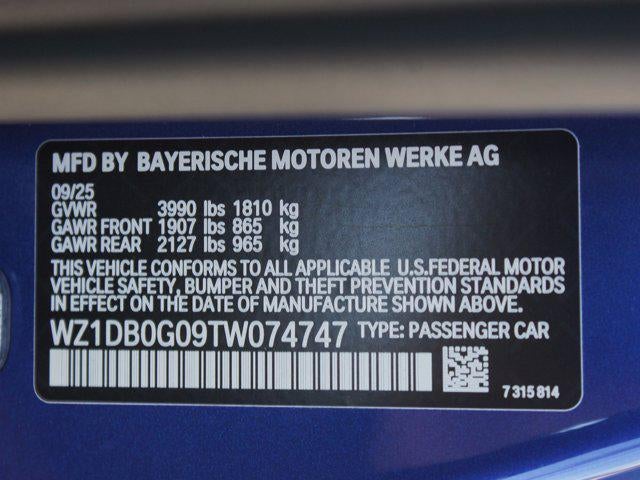 MFD BY BAYERISCHE MOTOREN WERKE AG
09/25
GVWR 3990 lbs 1810 kg
GAWR FRONT 1907 lbs 865 kg
GAWR REAR 2127 lbs 965 kg
THIS VEHICLE CONFORMS TO ALL APPLICABLE U.S.FEDERAL MOTOR
VEHICLE SAFETY, BUMPER AND THEFT PREVENTION STANDARDS
IN EFFECT ON THE DATE OF MANUFACTURE SHOWN ABOVE.
WZ1DB0G09TW074747 TYPE: PASSENGER CAR
7 315 814